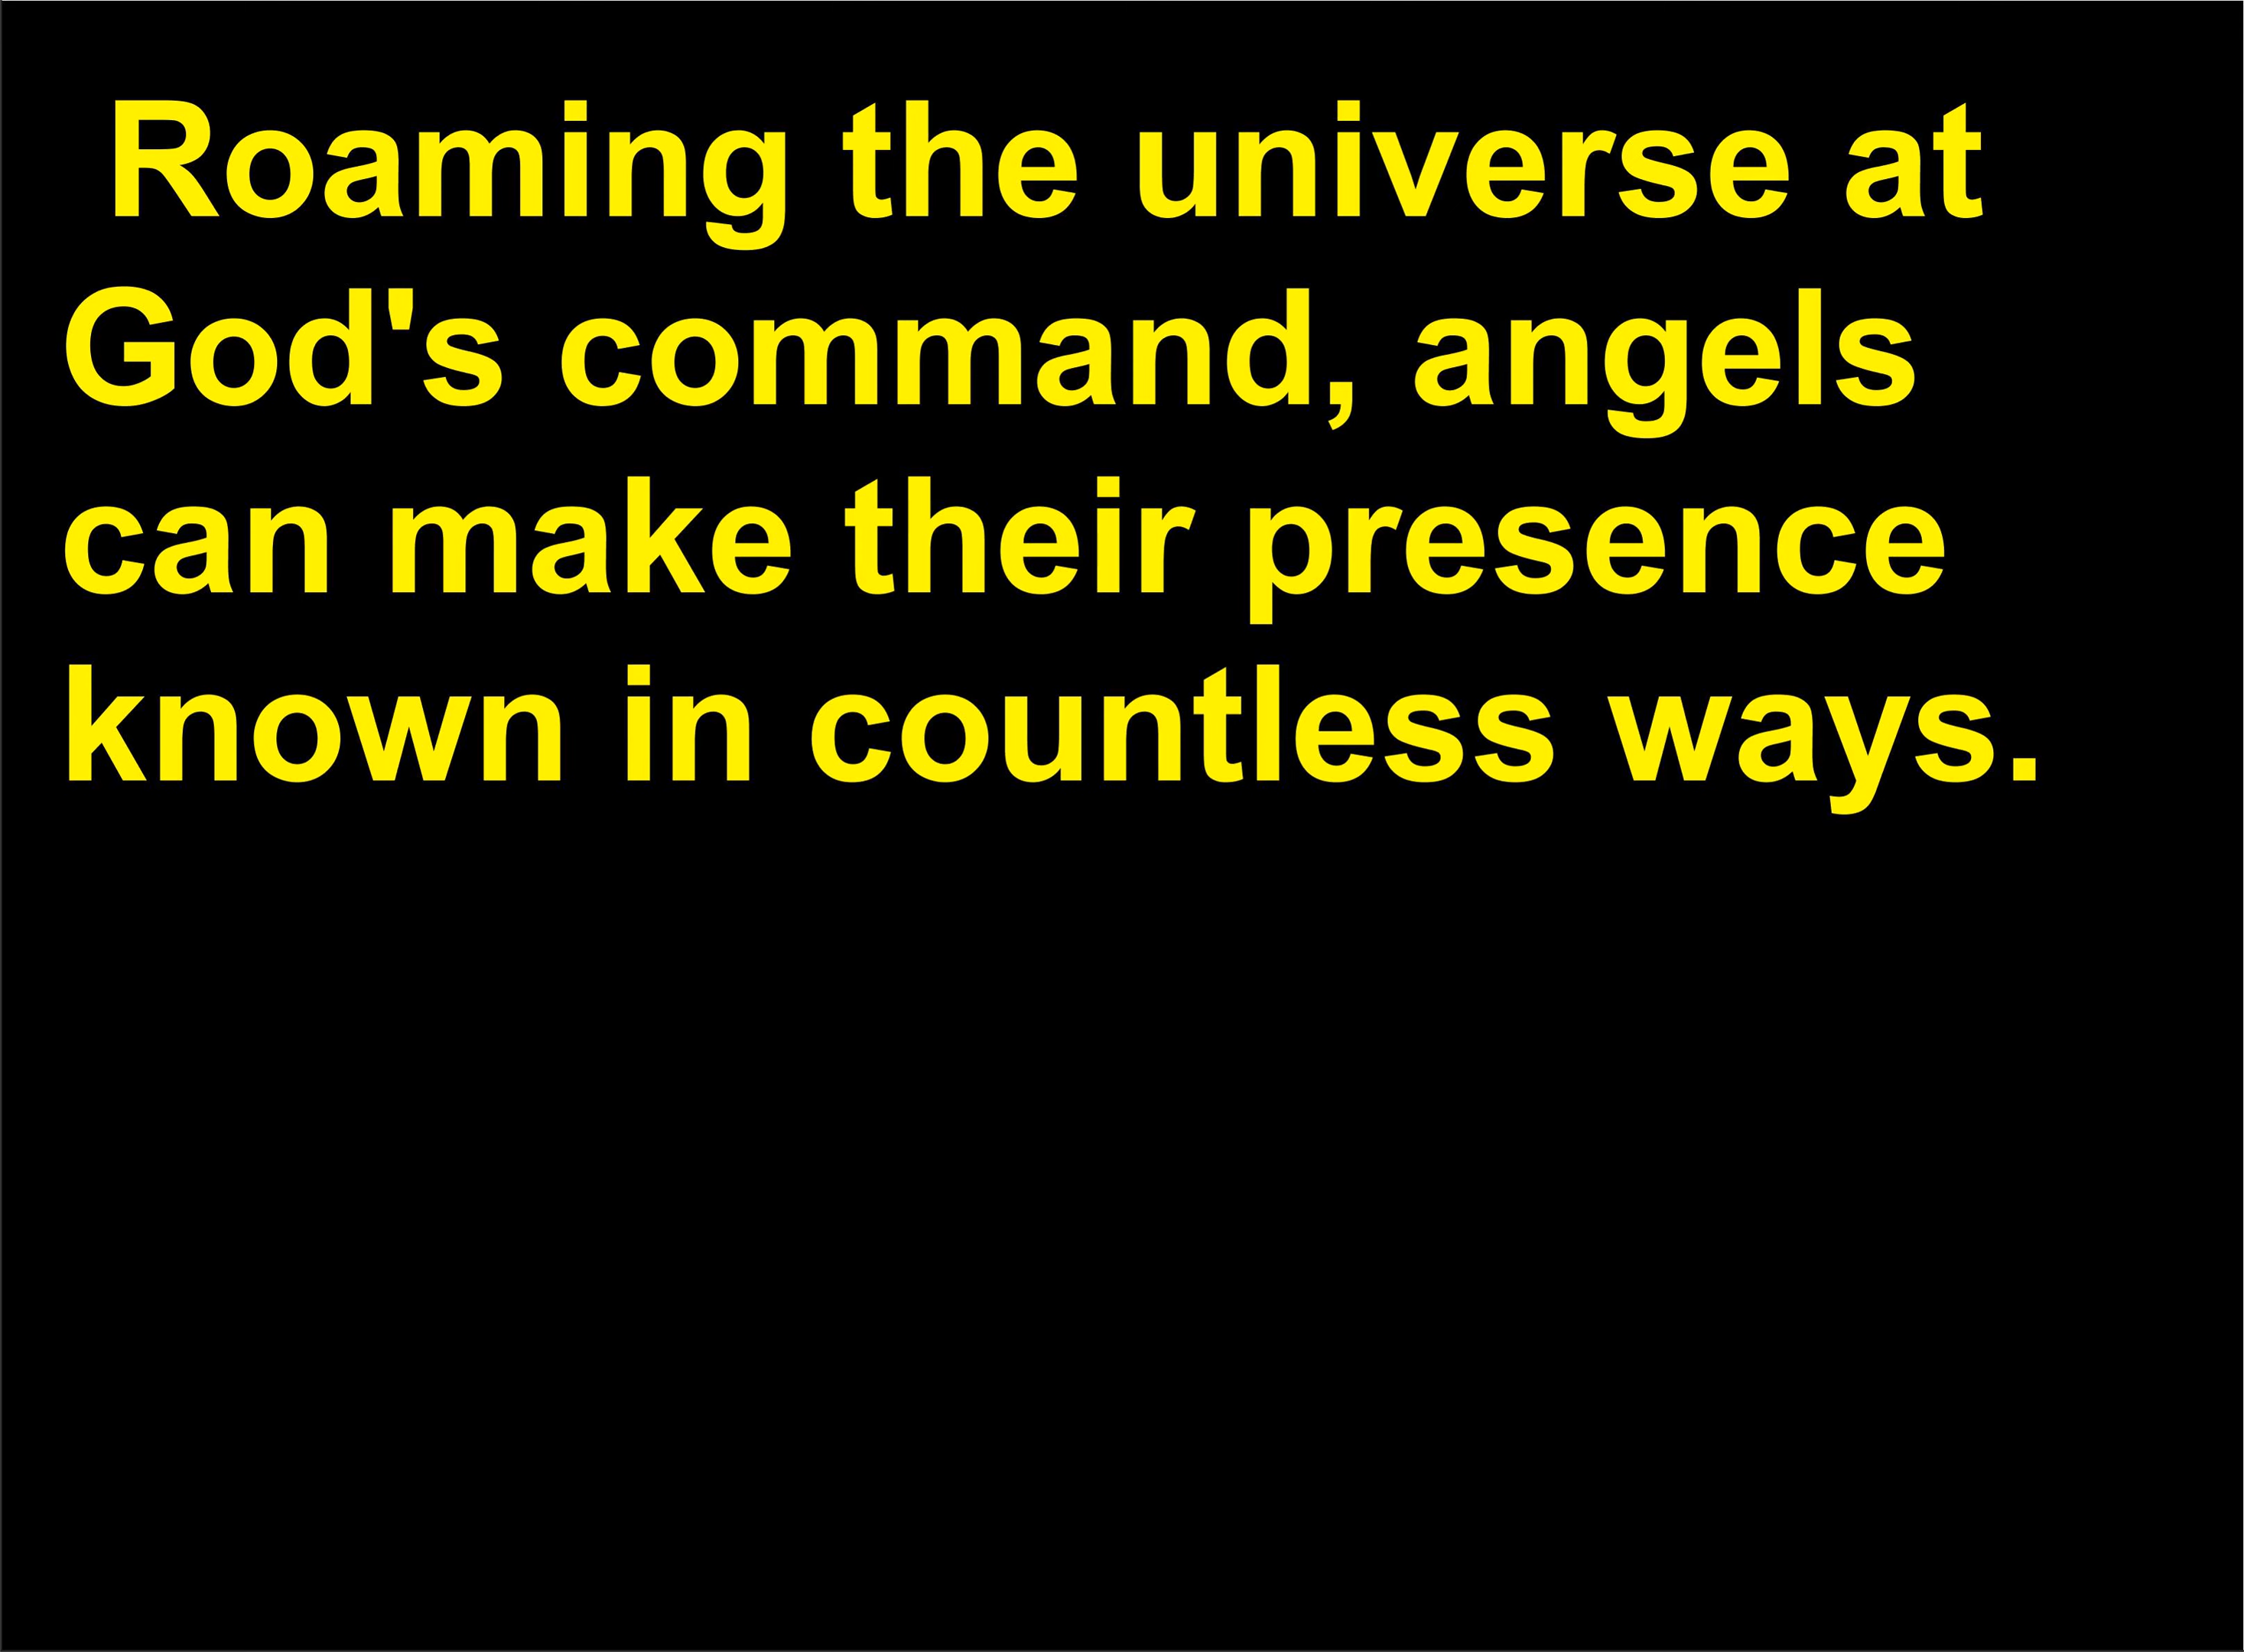 Roaming the universe at
God's command, angels
can make their presence
known in countless ways.